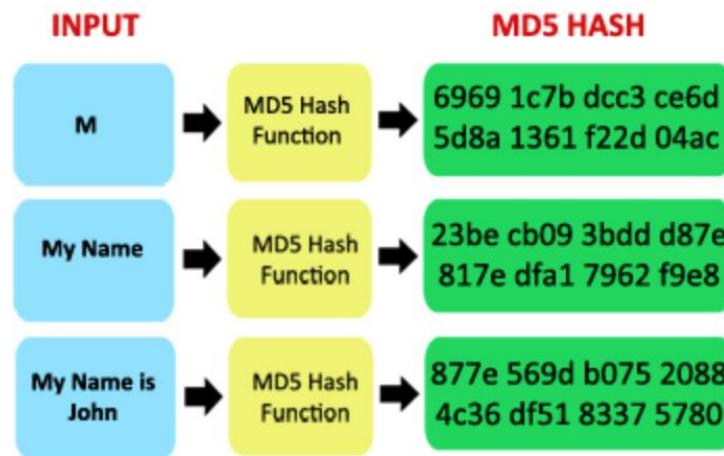 INPUT
MD5 HASH
M
MD5 Hash
Function
6969 1c7b dcc3 ce6d
5d8a 1361 f22d 04ac
My Name
MD5 Hash
Function
23be cb09 3bdd d87e
817e dfa1 7962 f9e8
My Name is
John
MD5 Hash
Function
877e 569d b075 2088
4c36 df51 8337 5780